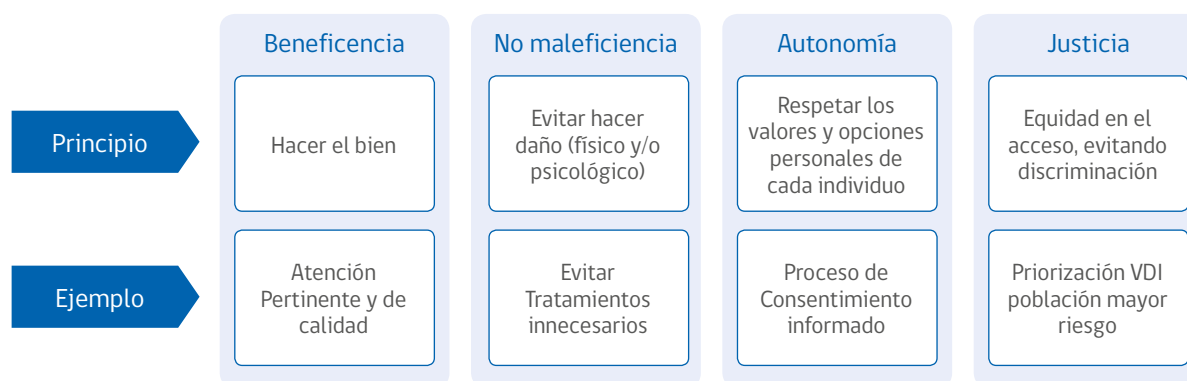 Beneficencia
No maleficiencia
Autonomía
Justicia
Principio
Hacer el bien
Evitar hacer
daño (físico y/o
psicológico)
Respetar los
valores y opciones
personales de
cada individuo
Equidad en el
acceso, evitando
discriminación
Ejemplo
Atención
Pertinente y de
calidad
Evitar
Tratamientos
innecesarios
Proceso de
Consentimiento
informado
Priorización VDI
población mayor
riesgo